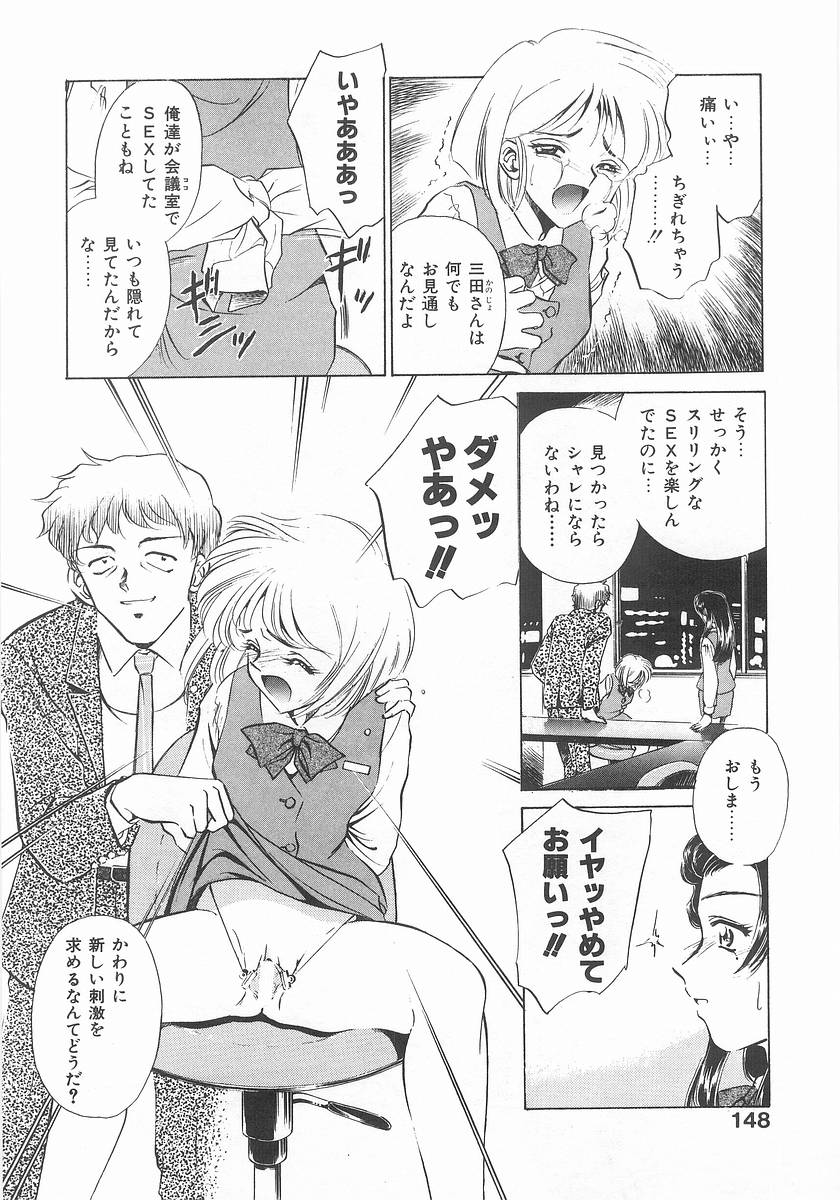 い…や…
痛いぃ…
ちぎれちゃう
………!!
三田さんは
かのじょ
何でも
お見通し
なんだよ
いやあああっ
俺達が会議室で
ココ
SEXしてた
こともね
いつも隠れて
見てたんだから
な……
そう…
せっかく
スリリングな
SEXを楽しん
でたのに…
見つかったら
シャレになら
ないわね……
ダメッ
やあっ!!
もう
おしま……
イヤッやめて
お願いっ!!
かわりに
新しい刺激を
求めるなんてどうだ?
148